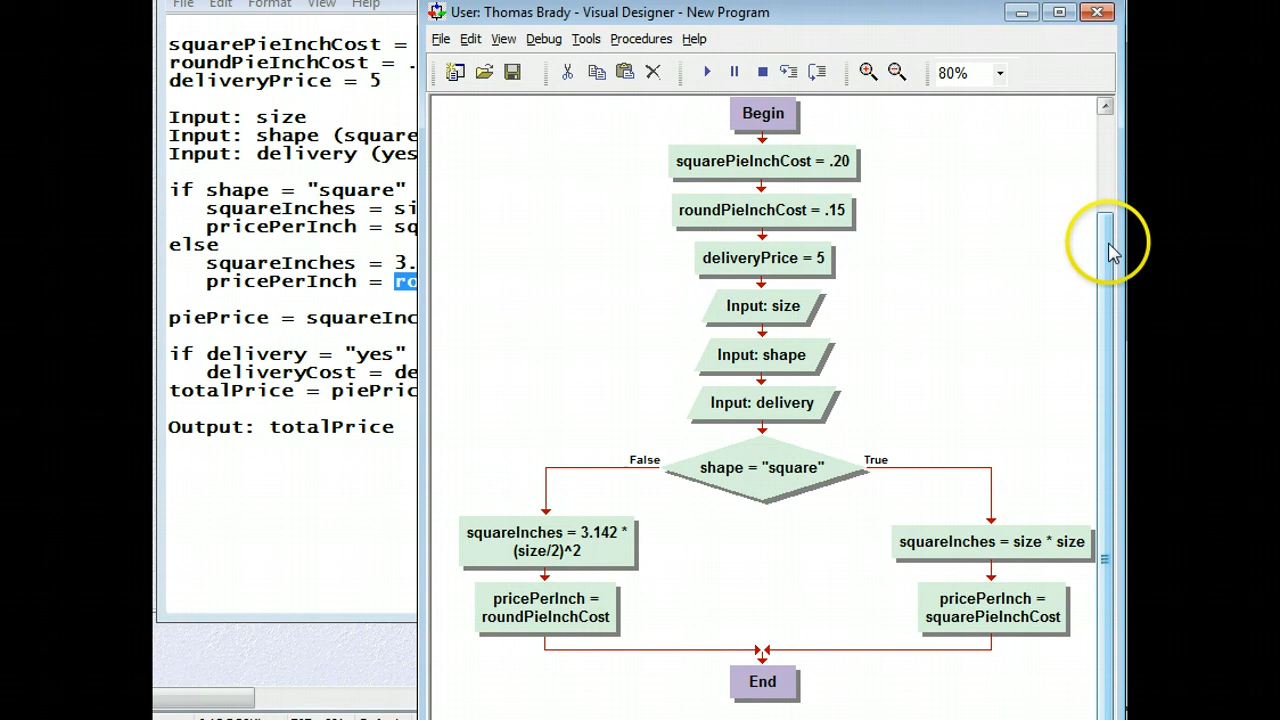 File Edit Format View Help
squarePieInchCost =
roundPieInchCost = .
deliveryPrice = 5
Input: size
Input: shape (square
Input: delivery (yes
if shape = "square"
squareInches = si
pricePerInch = sq
else
squareInches = 3.
pricePerInch = ro
piePrice = squareInc
if delivery = "yes"
deliveryCost = de
totalPrice = piePric
Output: totalPrice
User: Thomas Brady - Visual Designer - New Program
File Edit View Debug Tools Procedures Help
80%
Begin
squarePieInchCost = .20
roundPieInchCost = .15
deliveryPrice = 5
Input: size
Input: shape
Input: delivery
False
shape = "square"
True
squareInches = 3.142 *
(size/2)^2
pricePerInch =
roundPieInchCost
squareInches = size * size
pricePerInch =
squarePieInchCost
End